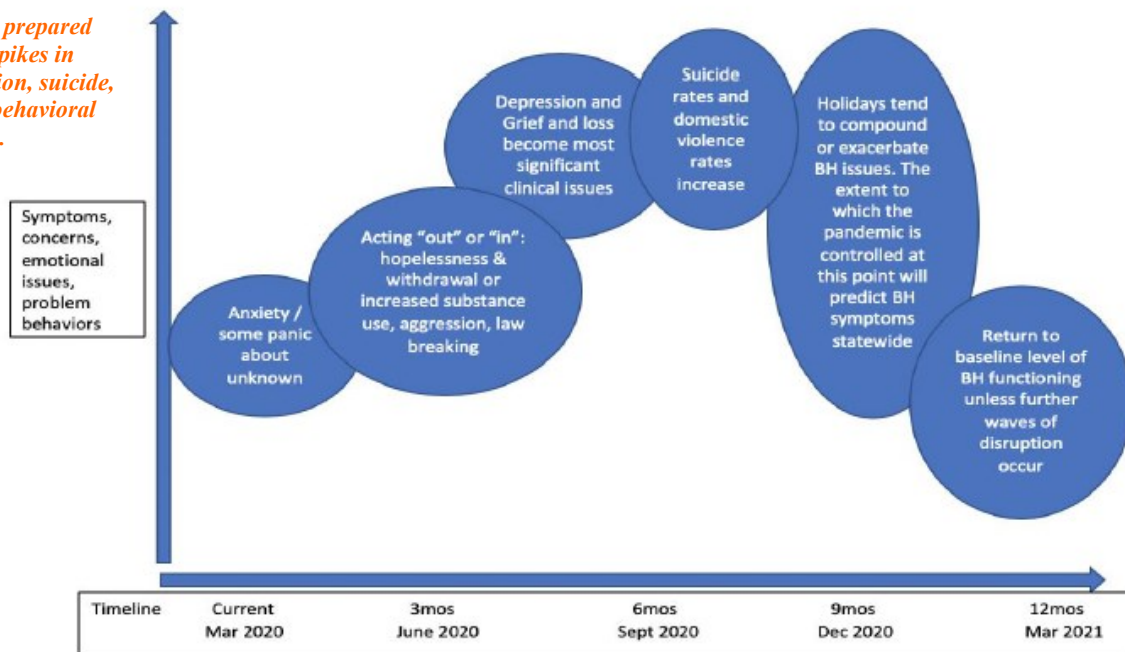 prepared
pikes in
ion, suicide,
behavioral
Symptoms,
concerns,
emotional
issues,
problem
behaviors
Anxiety /
some panic
about
unknown
Acting “out” or “in”:
hopelessness &
withdrawal or
increased substance
use, aggression, law
breaking
Depression and
Grief and loss
become most
significant
clinical issues
Suicide
rates and
domestic
violence
rates
increase
Holidays tend
to compound
or exacerbate
BH issues. The
extent to
which the
pandemic is
controlled at
this point will
predict BH
symptoms
statewide
Return to
baseline level of
BH functioning
unless further
waves of
disruption
occur
Timeline Current 3mos 6mos 9mos 12mos
Mar 2020 June 2020 Sept 2020 Dec 2020 Mar 2021